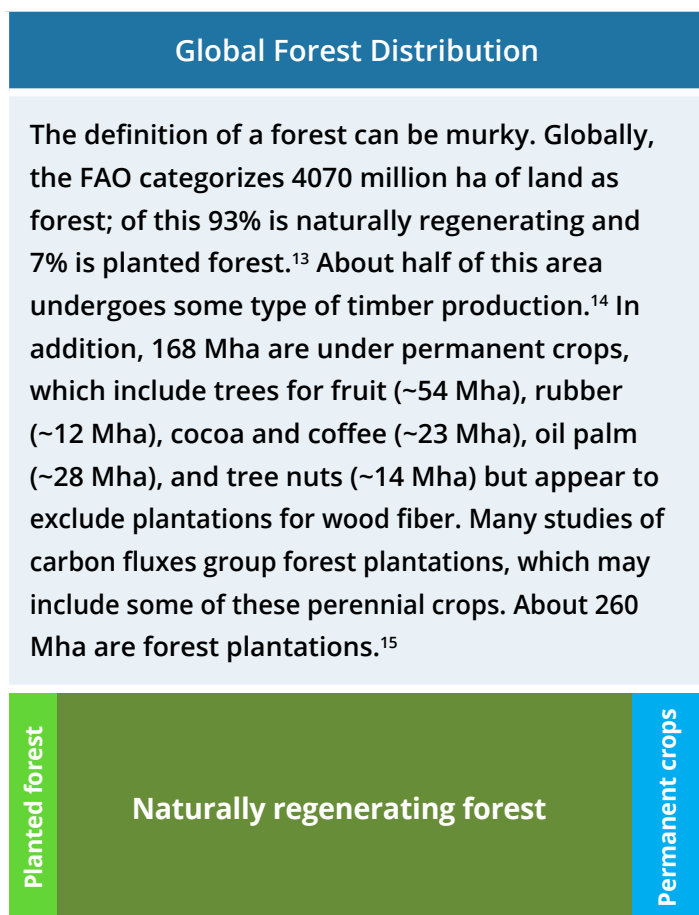 Global Forest Distribution
The definition of a forest can be murky. Globally,
the FAO categorizes 4070 million ha of land as
forest; of this 93% is naturally regenerating and
7% is planted forest.¹³ About half of this area
undergoes some type of timber production.¹⁴ In
addition, 168 Mha are under permanent crops,
which include trees for fruit (~54 Mha), rubber
(~12 Mha), cocoa and coffee (~23 Mha), oil palm
(~28 Mha), and tree nuts (~14 Mha) but appear to
exclude plantations for wood fiber. Many studies of
carbon fluxes group forest plantations, which may
include some of these perennial crops. About 260
Mha are forest plantations.¹⁵
Planted forest
Naturally regenerating forest
Permanent crops